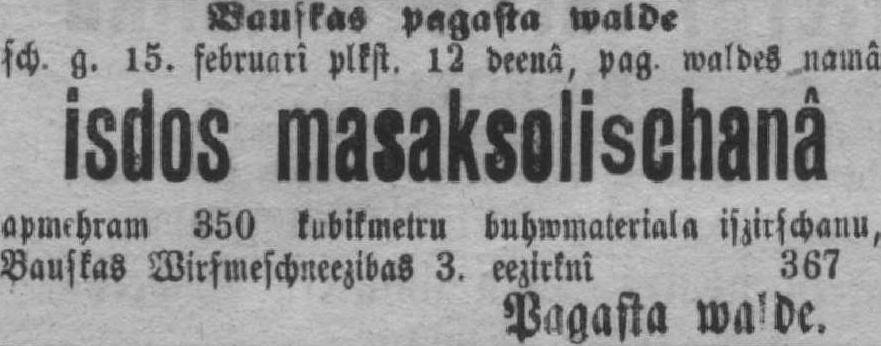 Bauſkas pagaſta walde
ſch. g. 15. februarî plkſt. 12 deenâ, pag. waldes namâ
isdos masaksolischanâ
apmehram 350 kubikmetru buhwmateriala iſzirſchanu,
Bauſkas Wirſmeſchneezibas 3. eezirknî 367
Pagaſta walde.